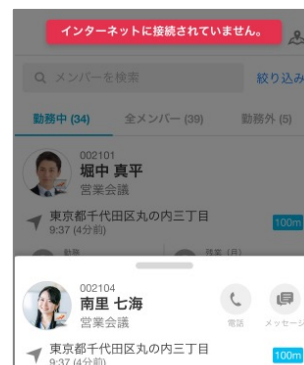 インターネットに接続されていません。
メンバーを検索
絞り込み
勤務中 (34)
全メンバー (39)
勤務外 (5)
002101
堀中 真平
営業会議
東京都千代田区丸の内三丁目
9:37 (4分前)
100m
勤務
残業 (月)
002104
南里 七海
営業会議
電話
メッセージ
東京都千代田区丸の内三丁目
9:37 (4分前)
100m